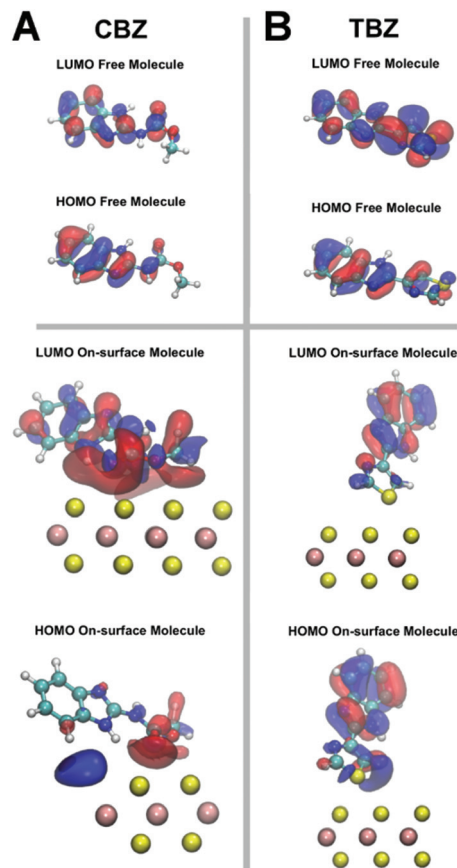 A CBZ
LUMO Free Molecule
HOMO Free Molecule
LUMO On-surface Molecule
HOMO On-surface Molecule
B TBZ
LUMO Free Molecule
HOMO Free Molecule
LUMO On-surface Molecule
HOMO On-surface Molecule